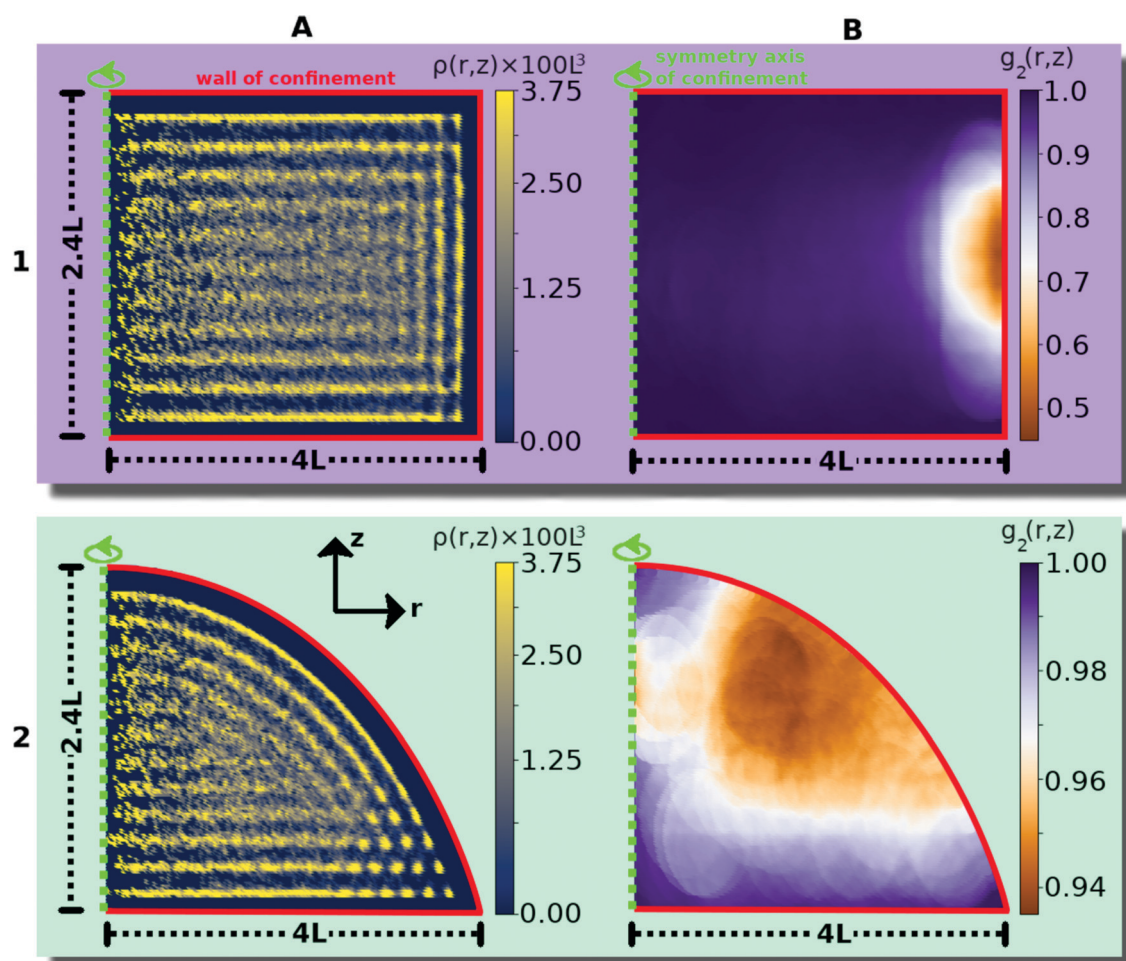 A
B
wall of confinement
ρ(r,z)×100L³
symmetry axis
of confinement
g₂(r,z)
3.75
2.50
1.25
0.00
1.0
0.9
0.8
0.7
0.6
0.5
1
2.4L
4L
4L
z
r
ρ(r,z)×100L³
g₂(r,z)
3.75
2.50
1.25
0.00
1.00
0.98
0.96
0.94
2
2.4L
4L
4L